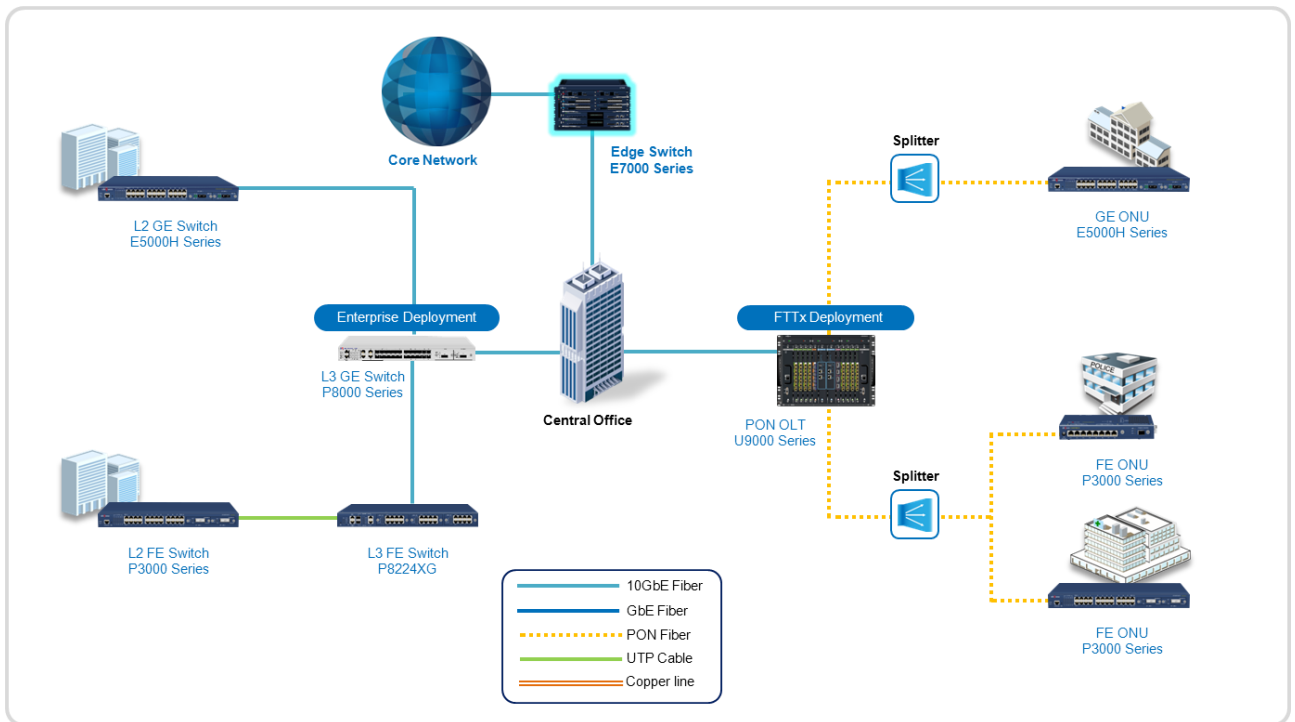 Core Network
Edge Switch
E7000 Series
Splitter
L2 GE Switch
E5000H Series
GE ONU
E5000H Series
Enterprise Deployment
FTTx Deployment
L3 GE Switch
P8000 Series
Central Office
PON OLT
U9000 Series
POLICE
FE ONU
P3000 Series
Splitter
L2 FE Switch
P3000 Series
L3 FE Switch
P8224XG
10GbE Fiber
GbE Fiber
PON Fiber
UTP Cable
Copper line
FE ONU
P3000 Series